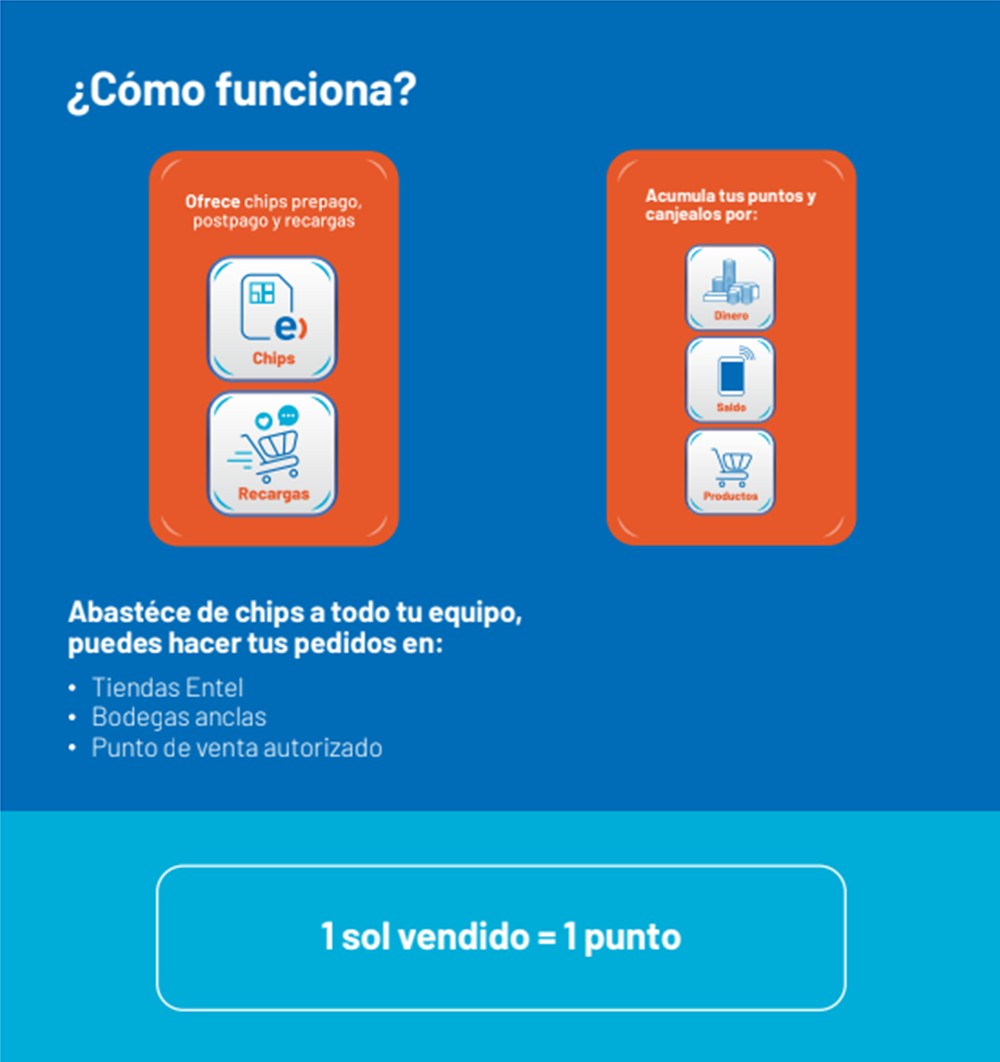 ¿Cómo funciona?
Ofrece chips prepago,
postpago y recargas
Chips
Recargas
Acumula tus puntos y
canjealos por:
Dinero
Saldo
Productos
Abastéce de chips a todo tu equipo,
puedes hacer tus pedidos en:
• Tiendas Entel
• Bodegas anclas
• Punto de venta autorizado
1 sol vendido = 1 punto